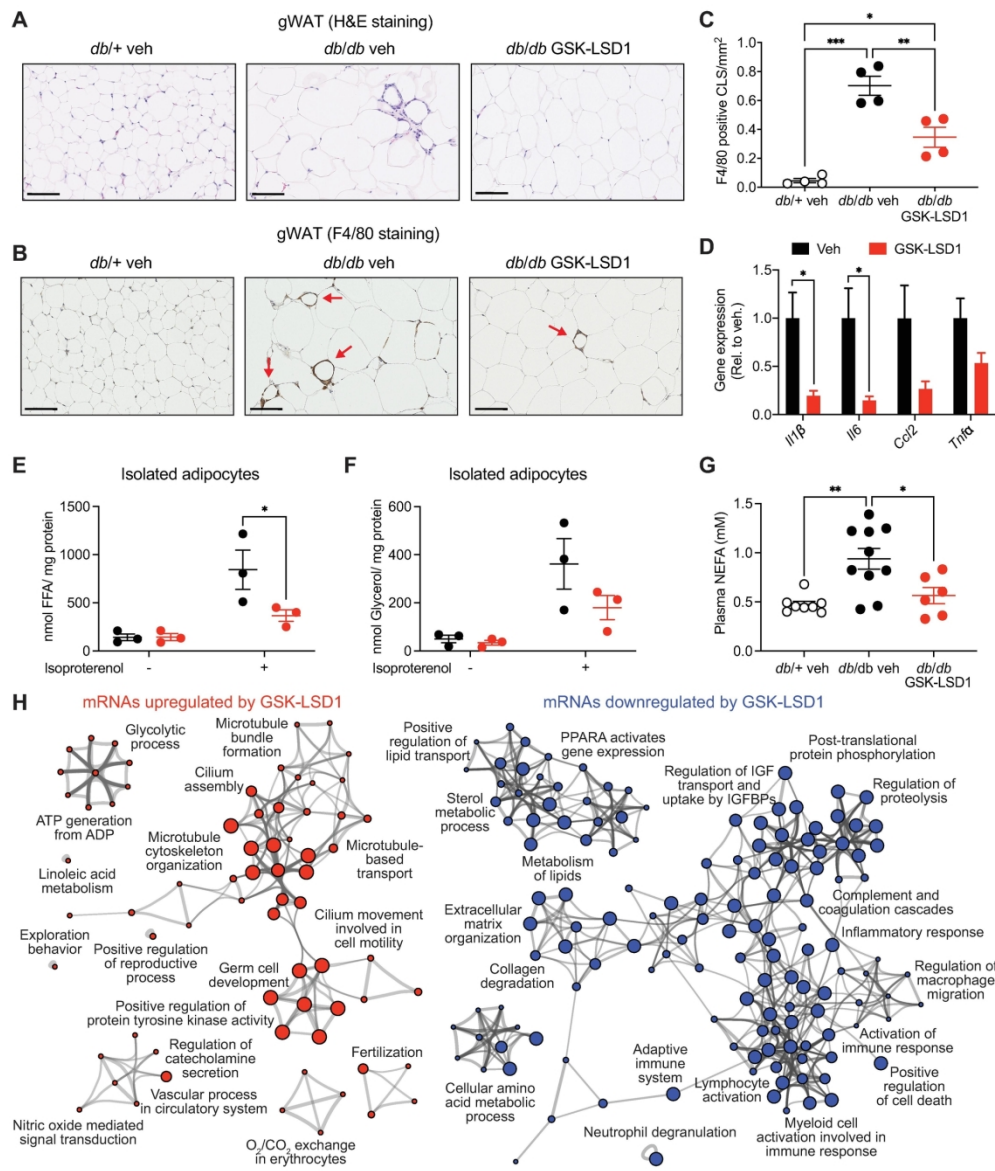 A
gWAT (H&E staining)
db/+ veh
db/db veh
db/db GSK-LSD1
B
gWAT (F4/80 staining)
db/+ veh
db/db veh
db/db GSK-LSD1
C
F4/80 positive CLS/mm²
0.0
0.2
0.4
0.6
0.8
1.0
*
***
**
db/+ veh
db/db veh
db/db
GSK-LSD1
D
Veh
GSK-LSD1
Gene expression
(Rel. to veh.)
0.0
0.5
1.0
1.5
*
*
Il1β
Il6
Ccl2
Tnfα
E
Isolated adipocytes
nmol FFA/ mg protein
0
500
1000
1500
*
Isoproterenol
-
+
F
Isolated adipocytes
nmol Glycerol/ mg protein
0
200
400
600
Isoproterenol
-
+
G
Plasma NEFA (mM)
0.0
0.5
1.0
1.5
**
*
db/+ veh
db/db veh
db/db
GSK-LSD1
H
mRNAs upregulated by GSK-LSD1
Glycolytic
process
ATP generation
from ADP
Microtubule
bundle
formation
Cilium
assembly
Microtubule
cytoskeleton
organization
Microtubule-
based
transport
Linoleic acid
metabolism
Exploration
behavior
Positive regulation
of reproductive
process
Cilium movement
involved in
cell motility
Germ cell
development
Positive regulation of
protein tyrosine kinase activity
Regulation of
catecholamine
secretion
Vascular process
in circulatory system
Nitric oxide mediated
signal transduction
Fertilization
O₂/CO₂ exchange
in erythrocytes
mRNAs downregulated by GSK-LSD1
Positive
regulation of
lipid transport
PPARA activates
gene expression
Sterol
metabolic
process
Metabolism
of lipids
Regulation of IGF
transport and
uptake by IGFBPs
Post-translational
protein phosphorylation
Regulation of
proteolysis
Extracellular
matrix
organization
Collagen
degradation
Complement and
coagulation cascades
Inflammatory response
Regulation of
macrophage
migration
Activation of
immune response
Positive
regulation
of cell death
Cellular amino
acid metabolic
process
Adaptive
immune
system
Lymphocyte
activation
Neutrophil degranulation
Myeloid cell
activation involved in
immune response